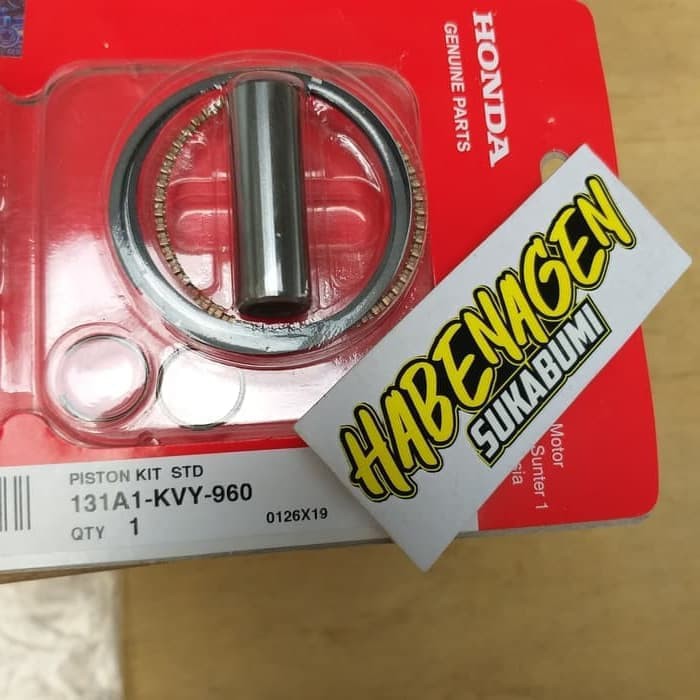 HONDA
GENUINE PARTS
HABENAGEN
SUKABUMI
Motor
Sunter 1
sia
PISTON KIT STD
131A1-KVY-960
QTY 1
0126X19